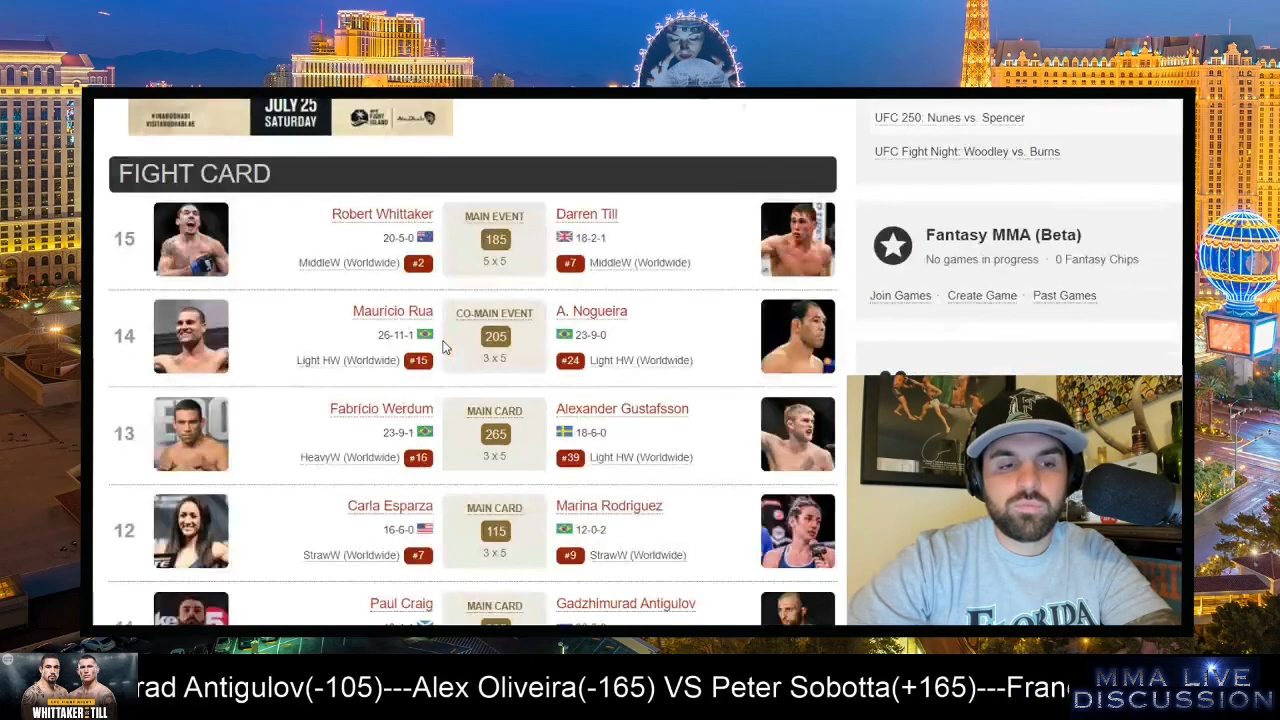 #INABUDHABI
VISITABUDHABI.AE
JULY 25
SATURDAY
UFC 250: Nunes vs. Spencer
UFC Fight Night: Woodley vs. Burns
FIGHT CARD
15
Robert Whittaker
20-5-0
MiddleW (Worldwide) #2
MAIN EVENT
185
5 x 5
Darren Till
18-2-1
#7 MiddleW (Worldwide)
Fantasy MMA (Beta)
No games in progress · 0 Fantasy Chips
Join Games · Create Game · Past Games
14
Maurício Rua
26-11-1
Light HW (Worldwide) #15
CO-MAIN EVENT
205
3 x 5
A. Nogueira
23-9-0
#24 Light HW (Worldwide)
13
Fabrício Werdum
23-9-1
HeavyW (Worldwide) #16
MAIN CARD
265
3 x 5
Alexander Gustafsson
18-6-0
#39 Light HW (Worldwide)
12
Carla Esparza
16-6-0
StrawW (Worldwide) #7
MAIN CARD
115
3 x 5
Marina Rodriguez
12-0-2
#9 StrawW (Worldwide)
Paul Craig
MAIN CARD
Gadzhimurad Antigulov
FLORIDA
WHITTAKER TILL
rad Antigulov(-105)---Alex Oliveira(-165) VS Peter Sobotta(+165)---Fran
MMA LIVE
DISCUSSION